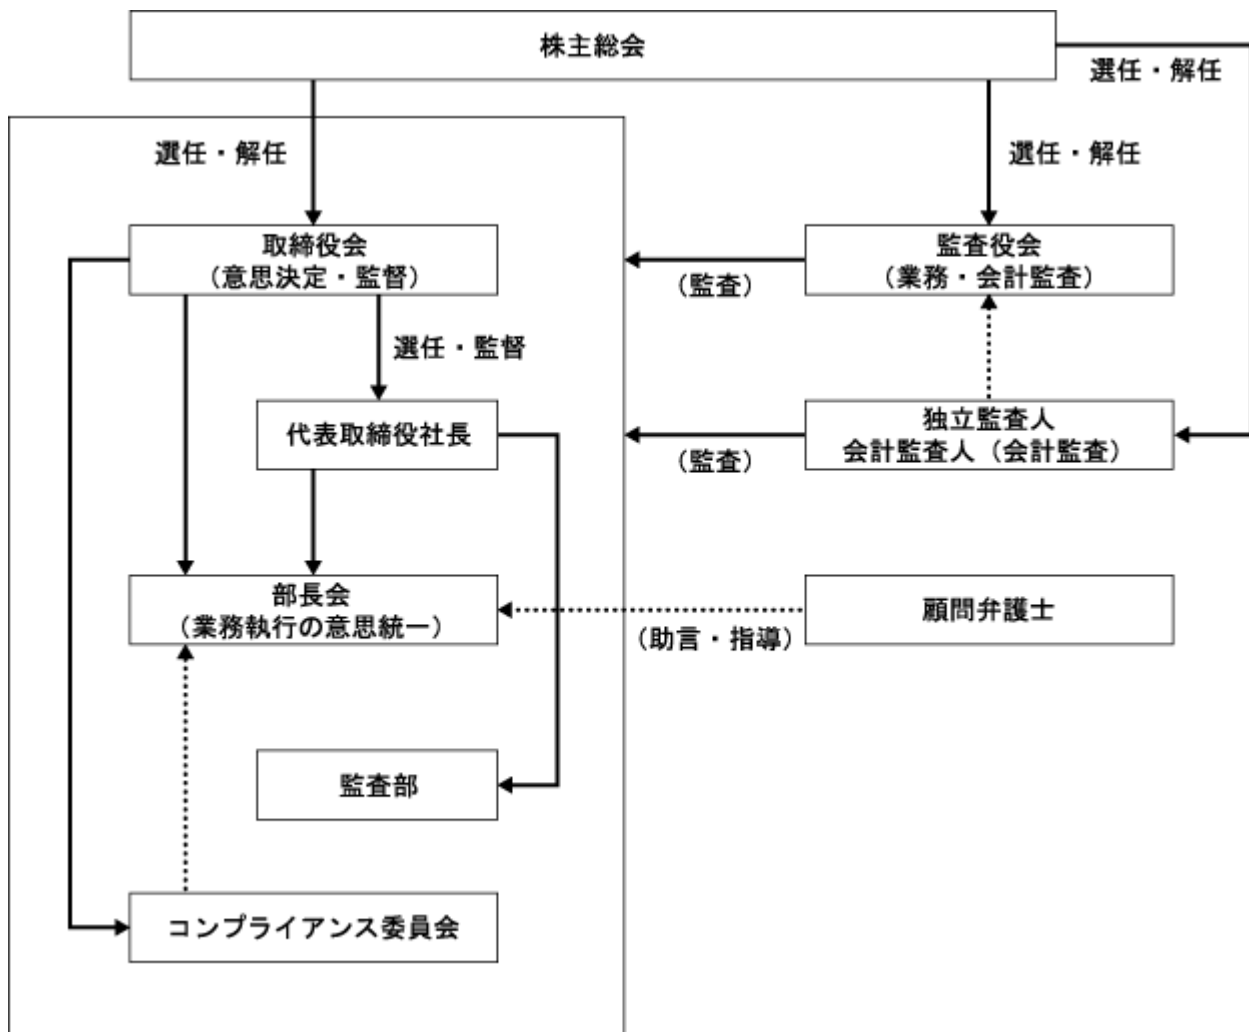 株主総会
選任・解任
選任・解任
選任・解任
取締役会
（意思決定・監督）
監査役会
（業務・会計監査）
（監査）
選任・監督
代表取締役社長
独立監査人
会計監査人（会計監査）
（監査）
部長会
（業務執行の意思統一）
顧問弁護士
（助言・指導）
監査部
コンプライアンス委員会